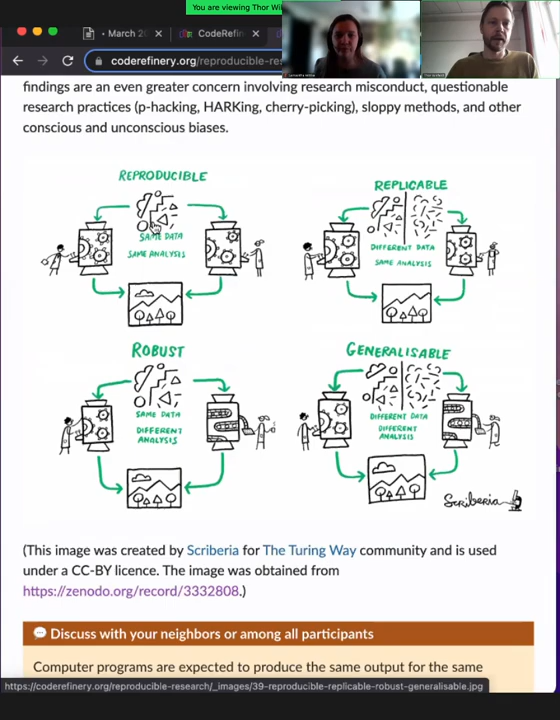 You are viewing Thor Wi
March 2
CodeRefin
coderefinery.org/reproducible-res
findings are an even greater concern involving research misconduct, questionable
research practices (p-hacking, HARKing, cherry-picking), sloppy methods, and other
conscious and unconscious biases.
REPRODUCIBLE
SAME DATA
SAME ANALYSIS
REPLICABLE
DIFFERENT DATA
SAME ANALYSIS
ROBUST
SAME DATA
DIFFERENT
ANALYSIS
GENERALISABLE
DIFFERENT DATA
DIFFERENT
ANALYSIS
Scriberia
(This image was created by Scriberia for The Turing Way community and is used
under a CC-BY licence. The image was obtained from
https://zenodo.org/record/3332808.)
Discuss with your neighbors or among all participants
Computer programs are expected to produce the same output for the same
https://coderefinery.org/reproducible-research/_images/39-reproducible-replicable-robust-generalisable.jpg